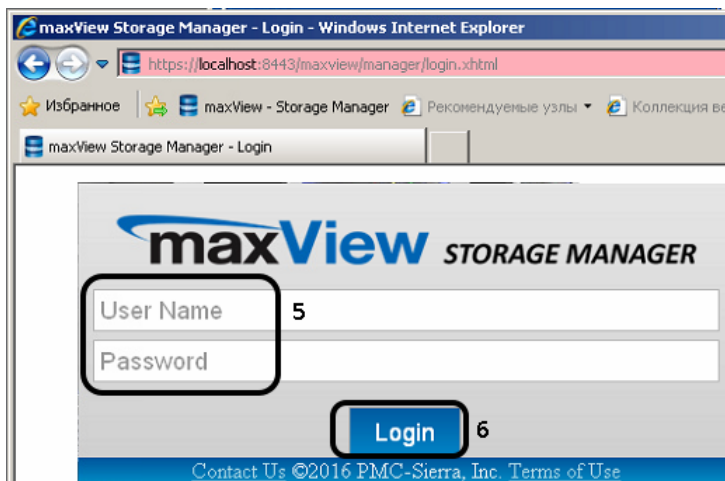 maxView Storage Manager - Login - Windows Internet Explorer
https://localhost:8443/maxview/manager/login.xhtml
Избранное maxView - Storage Manager Рекомендуемые узлы Коллекция ве
maxView Storage Manager - Login
maxView STORAGE MANAGER
User Name 5
Password
Login 6
Contact Us ©2016 PMC-Sierra, Inc. Terms of Use